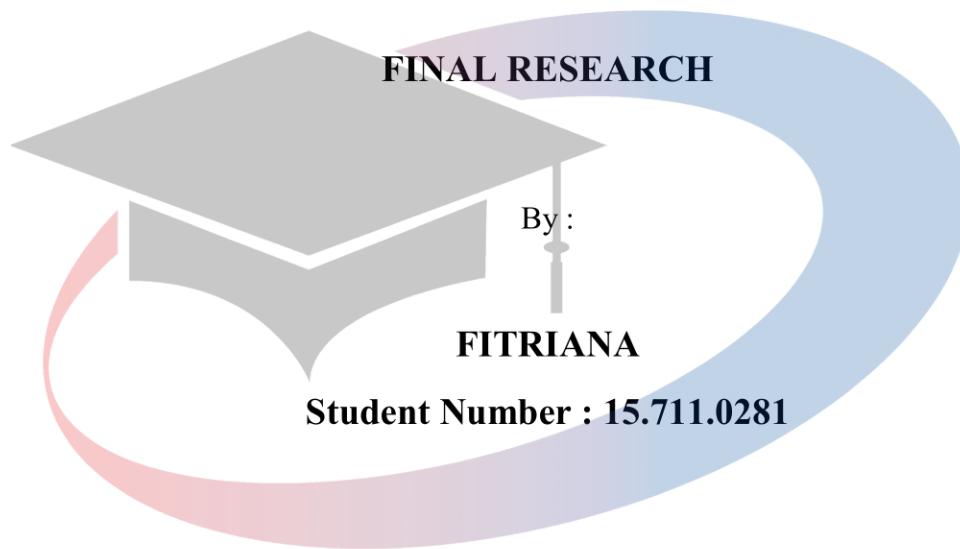 FINAL RESEARCH
By :
FITRIANA
Student Number : 15.711.0281